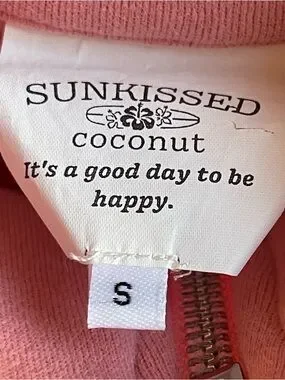 SUNKISSED
coconut
It's a good day to be
happy.
S